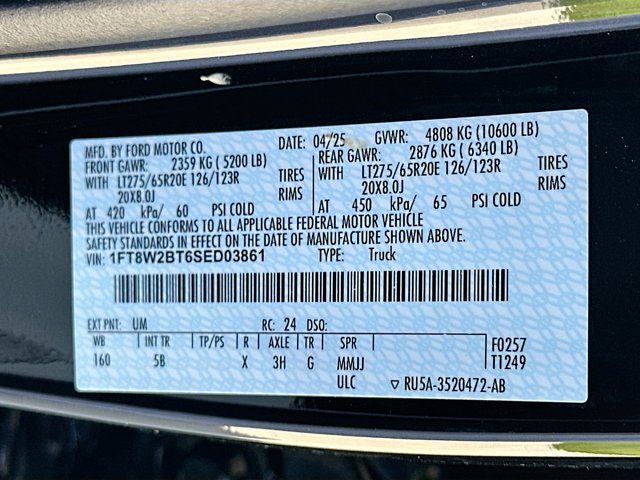 MFD. BY FORD MOTOR CO. DATE: 04/25 GVWR: 4808 KG (10600 LB)
FRONT GAWR: 2359 KG (5200 LB) REAR GAWR: 2876 KG (6340 LB)
WITH LT275/65R20E 126/123R TIRES WITH LT275/65R20E 126/123R TIRES
20X8.0J RIMS 20X8.0J RIMS
AT 420 kPa/ 60 PSI COLD AT 450 kPa/ 65 PSI COLD
THIS VEHICLE CONFORMS TO ALL APPLICABLE FEDERAL MOTOR VEHICLE
SAFETY STANDARDS IN EFFECT ON THE DATE OF MANUFACTURE SHOWN ABOVE.
VIN: 1FT8W2BT6SED03861 TYPE: Truck
EXT PNT: UM RC: 24 DSO:
WB INT TR TP/PS R AXLE TR SPR F0257
160 5B X 3H G MMJJ T1249
ULC RU5A-3520472-AB